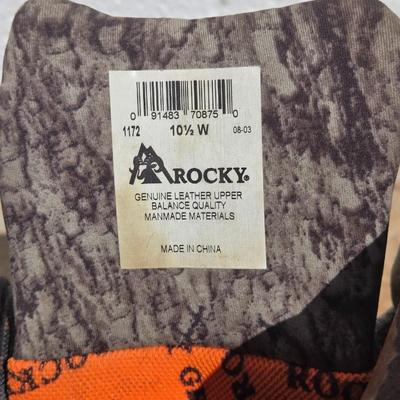 0 91483 70875 0
1172 10½ W 08-03
ROCKY®
GENUINE LEATHER UPPER
BALANCE QUALITY
MANMADE MATERIALS
MADE IN CHINA
ROCKY